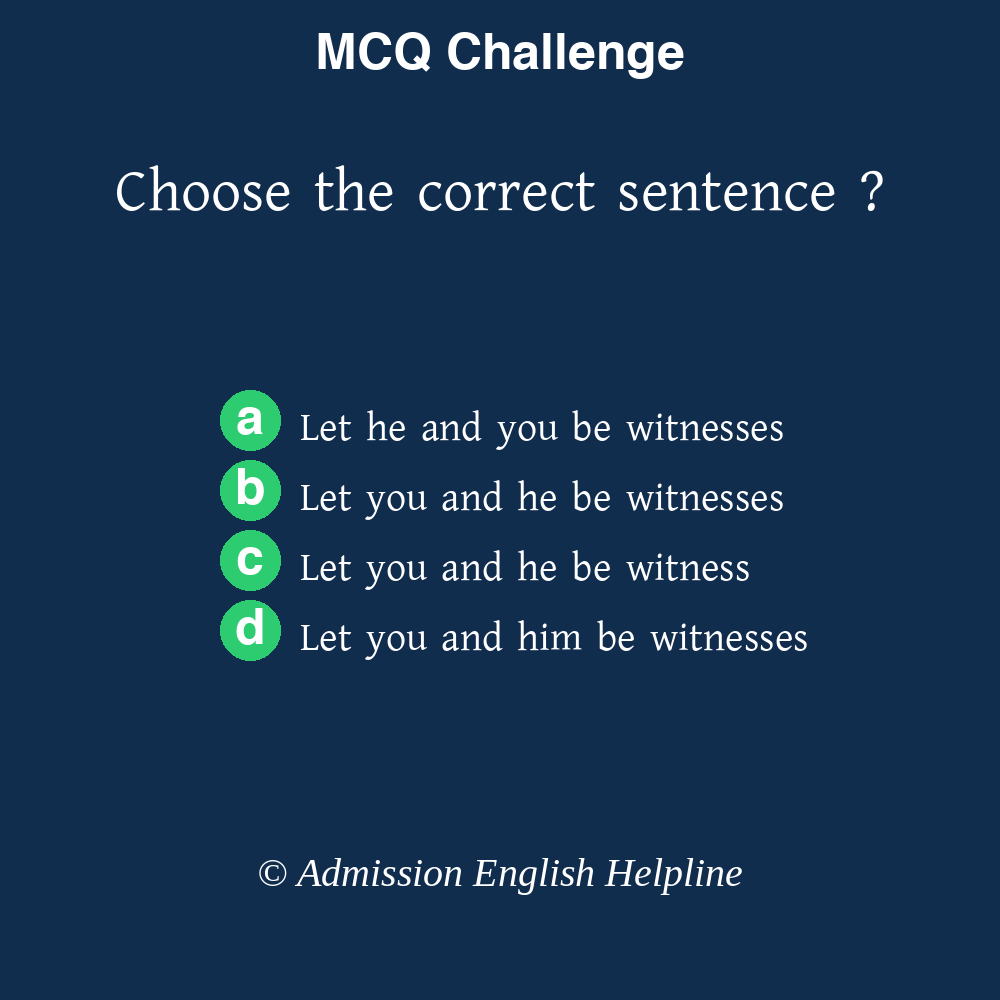 MCQ Challenge
Choose the correct sentence ?
a Let he and you be witnesses
b Let you and he be witnesses
c Let you and he be witness
d Let you and him be witnesses
© Admission English Helpline